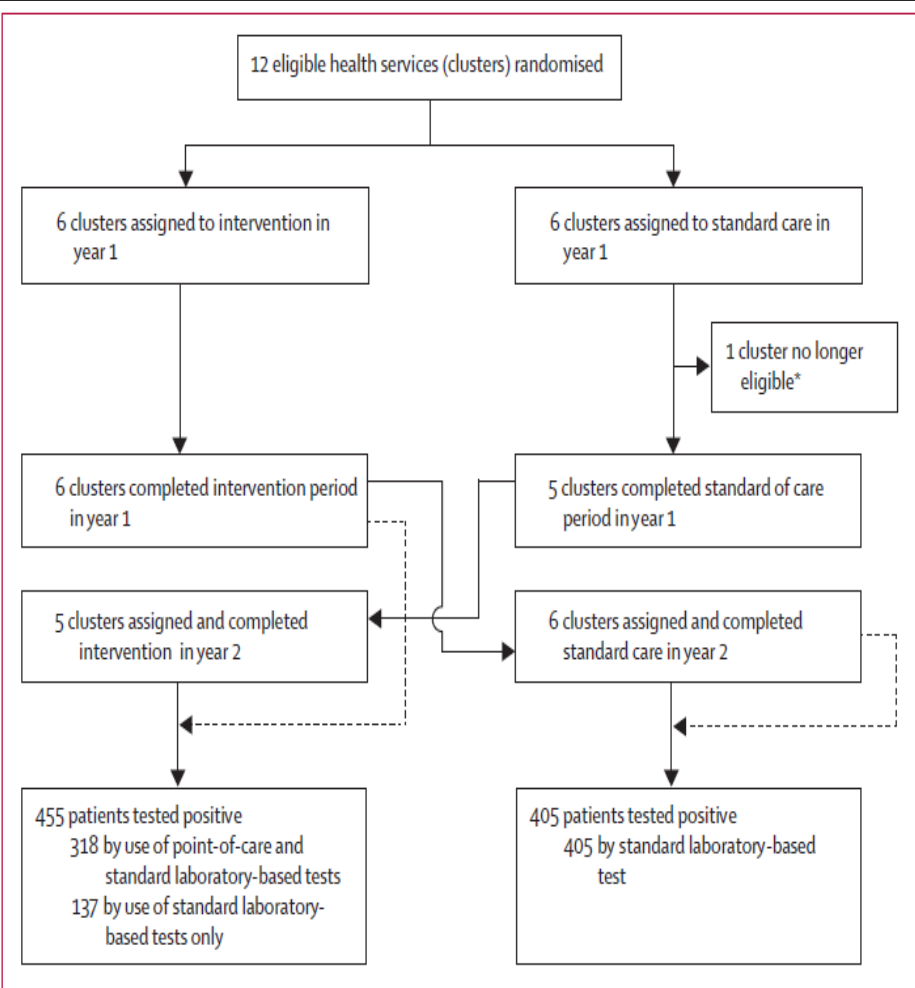 12 eligible health services (clusters) randomised
6 clusters assigned to intervention in
year 1
6 clusters assigned to standard care in
year 1
1 cluster no longer
eligible*
6 clusters completed intervention period
in year 1
5 clusters completed standard of care
period in year 1
5 clusters assigned and completed
intervention in year 2
6 clusters assigned and completed
standard care in year 2
455 patients tested positive
318 by use of point-of-care and
standard laboratory-based tests
137 by use of standard laboratory-
based tests only
405 patients tested positive
405 by standard laboratory-based
test